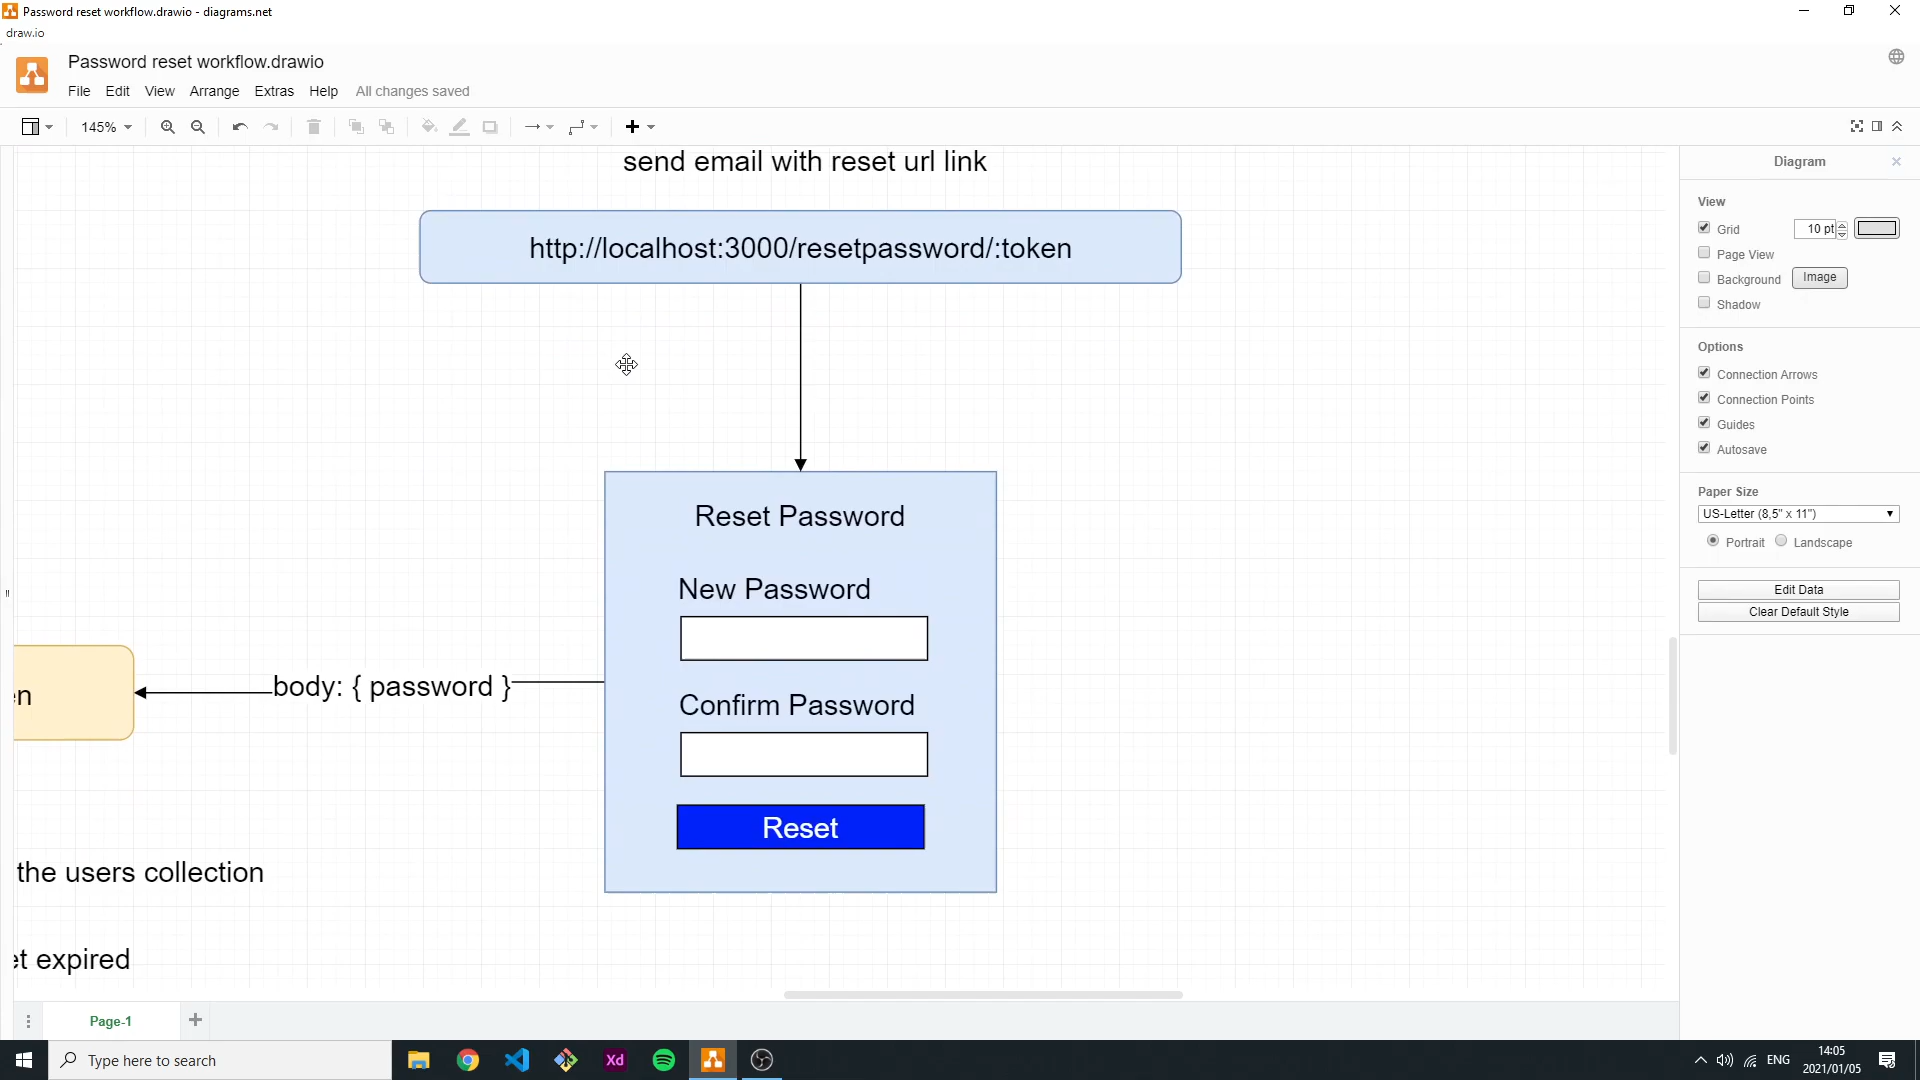 Password reset workflow.drawio - diagrams.net
draw.io
Password reset workflow.drawio
File Edit View Arrange Extras Help All changes saved
145%
send email with reset url link
http://localhost:3000/resetpassword/:token
Reset Password
New Password
body: { password }
en
Confirm Password
Reset
the users collection
et expired
Diagram
View
Grid 10 pt
Page View
Background Image
Shadow
Options
Connection Arrows
Connection Points
Guides
Autosave
Paper Size
US-Letter (8,5" x 11")
Portrait Landscape
Edit Data
Clear Default Style
Page-1
Type here to search
Xd
ENG
14:05
2021/01/05